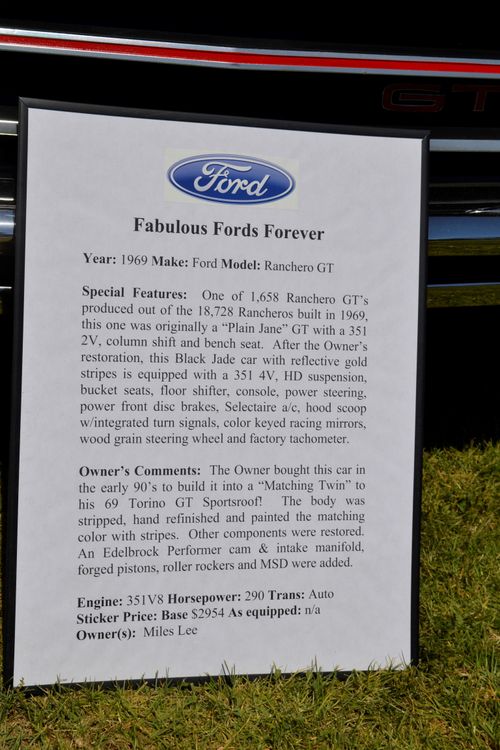 GT
Ford
Fabulous Fords Forever
Year: 1969 Make: Ford Model: Ranchero GT
Special Features: One of 1,658 Ranchero GT's
produced out of the 18,728 Rancheros built in 1969,
this one was originally a "Plain Jane" GT with a 351
2V, column shift and bench seat. After the Owner's
restoration, this Black Jade car with reflective gold
stripes is equipped with a 351 4V, HD suspension,
bucket seats, floor shifter, console, power steering,
power front disc brakes, Selectaire a/c, hood scoop
w/integrated turn signals, color keyed racing mirrors,
wood grain steering wheel and factory tachometer.
Owner's Comments: The Owner bought this car in
the early 90's to build it into a "Matching Twin" to
his 69 Torino GT Sportsroof! The body was
stripped, hand refinished and painted the matching
color with stripes. Other components were restored.
An Edelbrock Performer cam & intake manifold,
forged pistons, roller rockers and MSD were added.
Engine: 351V8 Horsepower: 290 Trans: Auto
Sticker Price: Base $2954 As equipped: n/a
Owner(s): Miles Lee